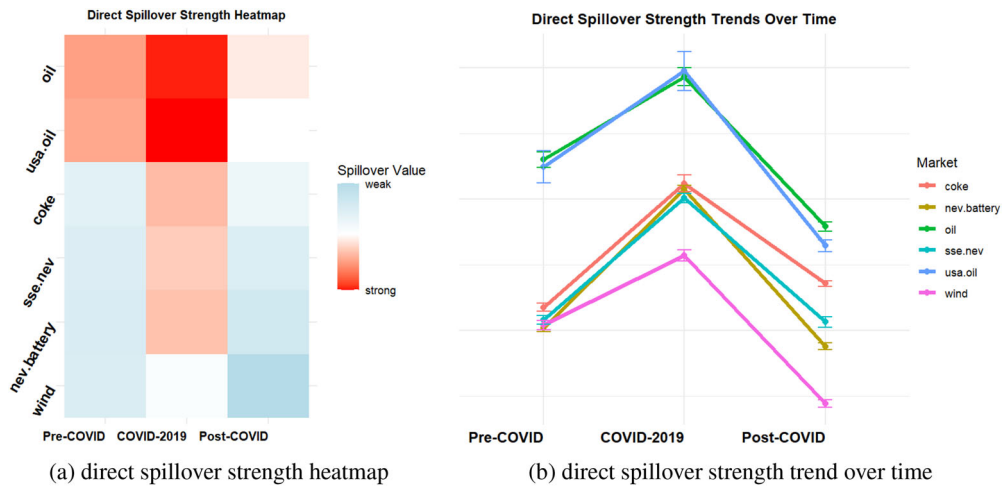 Direct Spillover Strength Heatmap
oil
usa.oil
coke
sse.nev
nev.battery
wind
Pre-COVID COVID-2019 Post-COVID
Spillover Value
weak
strong
(a) direct spillover strength heatmap
Direct Spillover Strength Trends Over Time
Pre-COVID COVID-2019 Post-COVID
Market
coke
nev.battery
oil
sse.nev
usa.oil
wind
(b) direct spillover strength trend over time